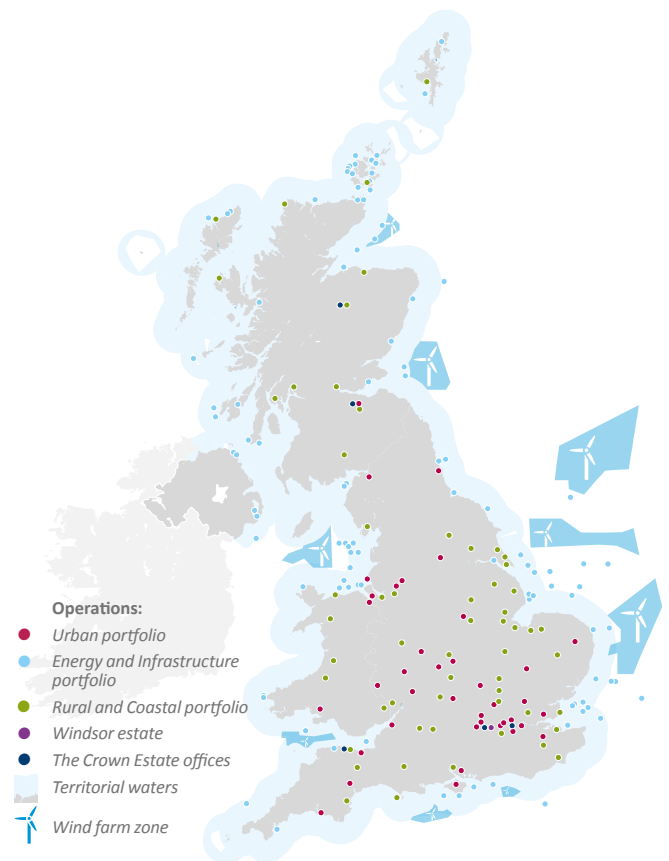 Operations:
Urban portfolio
Energy and Infrastructure
portfolio
Rural and Coastal portfolio
Windsor estate
The Crown Estate offices
Territorial waters
Wind farm zone